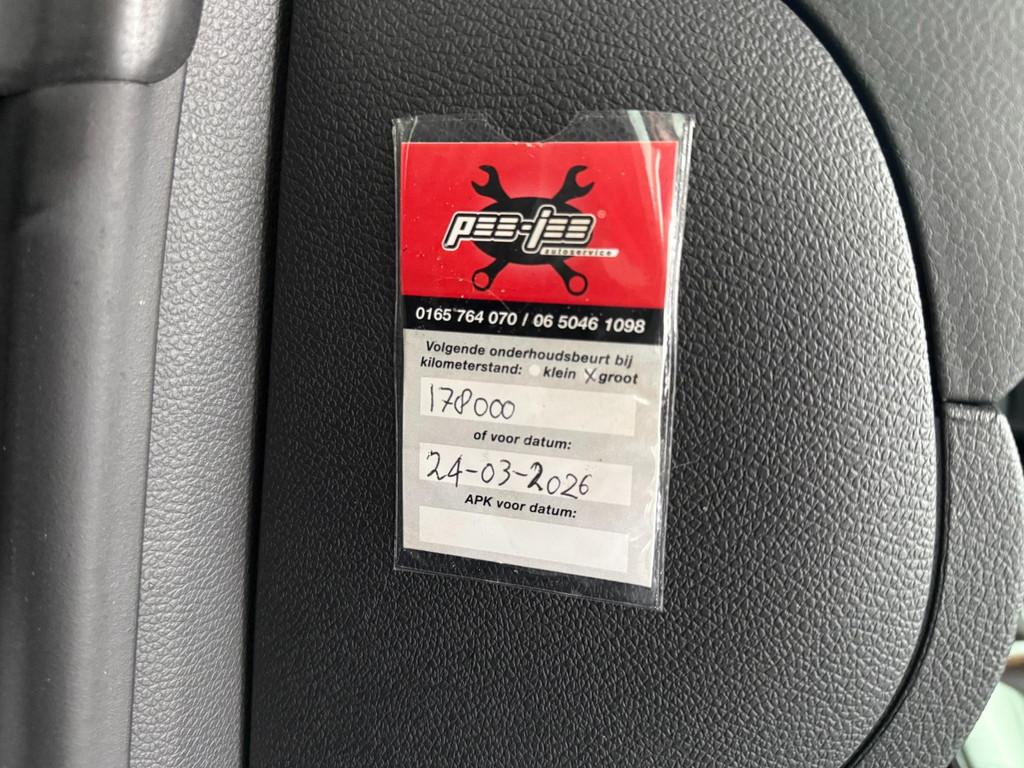 pee-jee®
autoservice
0165 764 070 / 06 5046 1098
Volgende onderhoudsbeurt bij
kilometerstand: klein X groot
178000
of voor datum:
24-03-2026
APK voor datum: